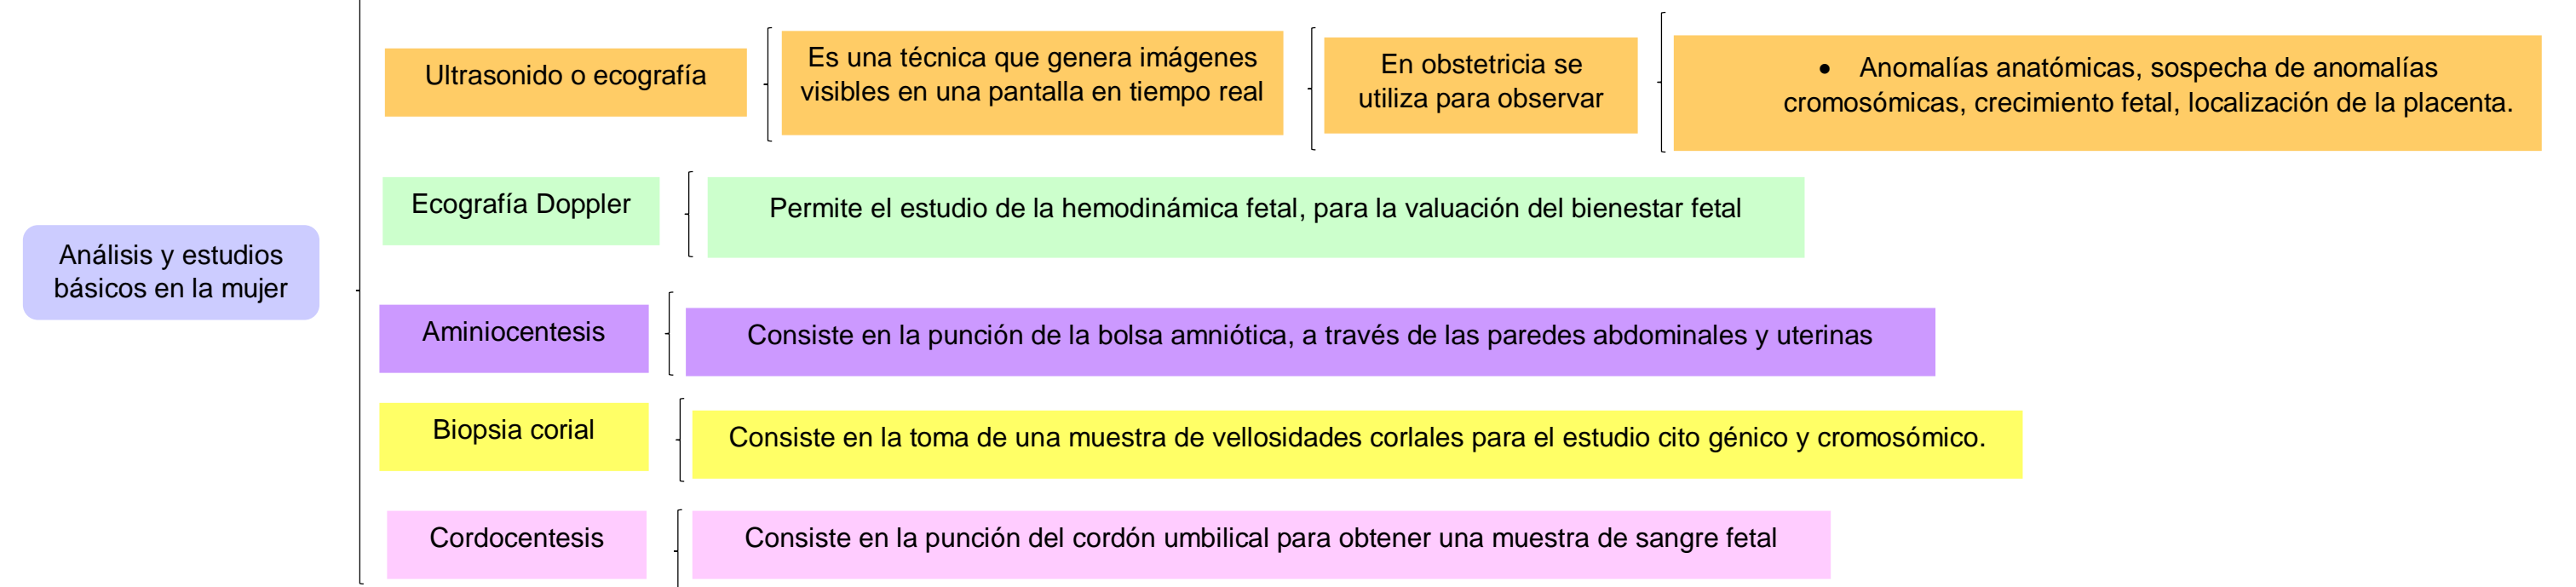 Análisis y estudios
básicos en la mujer
Ultrasonido o ecografía
Es una técnica que genera imágenes
visibles en una pantalla en tiempo real
En obstetricia se
utiliza para observar
• Anomalías anatómicas, sospecha de anomalías
cromosómicas, crecimiento fetal, localización de la placenta.
Ecografía Doppler
Permite el estudio de la hemodinámica fetal, para la valuación del bienestar fetal
Aminiocentesis
Consiste en la punción de la bolsa amniótica, a través de las paredes abdominales y uterinas
Biopsia corial
Consiste en la toma de una muestra de vellosidades corlales para el estudio cito génico y cromosómico.
Cordocentesis
Consiste en la punción del cordón umbilical para obtener una muestra de sangre fetal